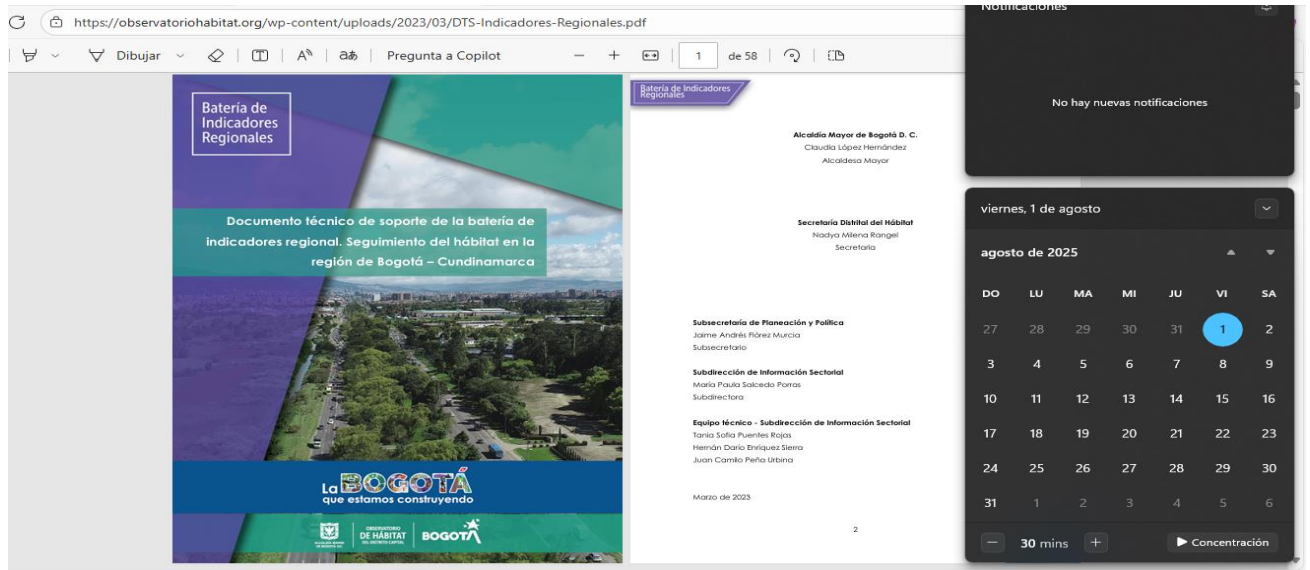 https://observatoriohabitat.org/wp-content/uploads/2023/03/DTS-Indicadores-Regionales.pdf
Dibujar
Pregunta a Copilot
1 de 58
Batería de
Indicadores
Regionales
Documento técnico de soporte de la batería de
indicadores regional. Seguimiento del hábitat en la
región de Bogotá – Cundinamarca
La BOGOTÁ
que estamos construyendo
OBSERVATORIO
DE HÁBITAT
DEL DISTRITO CAPITAL
BOGOTÁ
Batería de Indicadores
Regionales
Alcaldía Mayor de Bogotá D. C.
Claudia López Hernández
Alcaldesa Mayor
Secretaría Distrital del Hábitat
Nadya Milena Rangel
Secretaria
Subsecretaría de Planeación y Política
Jaime Andrés Flórez Murcia
Subsecretario
Subdirección de Información Sectorial
María Paula Salcedo Porras
Subdirectora
Equipo técnico - Subdirección de Información Sectorial
Tania Sofía Puentes Rojas
Hernán Darío Enríquez Sierra
Juan Camilo Peña Urbina
Marzo de 2023
2
Notificaciones
No hay nuevas notificaciones
viernes, 1 de agosto
agosto de 2025
DO LU MA MI JU VI SA
27 28 29 30 31 1 2
3 4 5 6 7 8 9
10 11 12 13 14 15 16
17 18 19 20 21 22 23
24 25 26 27 28 29 30
31 1 2 3 4 5 6
30 mins
Concentración